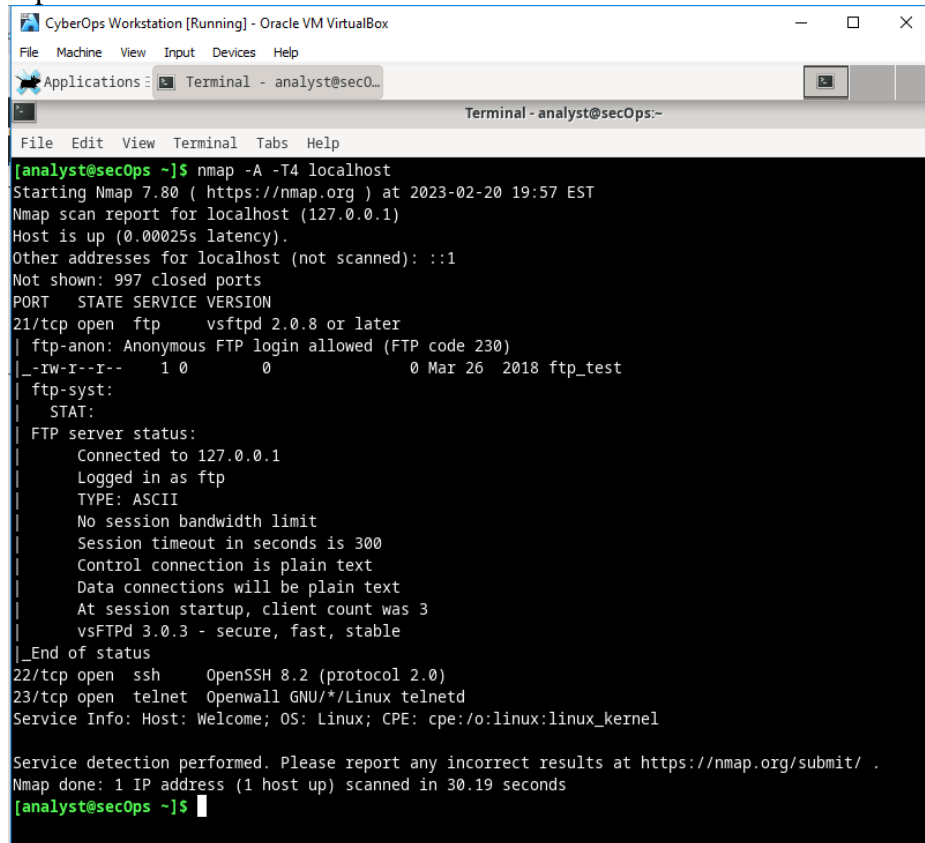 CyberOps Workstation [Running] - Oracle VM VirtualBox
File Machine View Input Devices Help
Applications Terminal - analyst@secO...
Terminal - analyst@secOps:~
File Edit View Terminal Tabs Help
[analyst@secOps ~]$ nmap -A -T4 localhost
Starting Nmap 7.80 ( https://nmap.org ) at 2023-02-20 19:57 EST
Nmap scan report for localhost (127.0.0.1)
Host is up (0.00025s latency).
Other addresses for localhost (not scanned): ::1
Not shown: 997 closed ports
PORT   STATE SERVICE VERSION
21/tcp open  ftp     vsftpd 2.0.8 or later
| ftp-anon: Anonymous FTP login allowed (FTP code 230)
|_-rw-r--r--    1 0        0               0 Mar 26  2018 ftp_test
| ftp-syst:
|   STAT:
| FTP server status:
|      Connected to 127.0.0.1
|      Logged in as ftp
|      TYPE: ASCII
|      No session bandwidth limit
|      Session timeout in seconds is 300
|      Control connection is plain text
|      Data connections will be plain text
|      At session startup, client count was 3
|      vsFTPd 3.0.3 - secure, fast, stable
|_End of status
22/tcp open  ssh     OpenSSH 8.2 (protocol 2.0)
23/tcp open  telnet  Openwall GNU/*/Linux telnetd
Service Info: Host: Welcome; OS: Linux; CPE: cpe:/o:linux:linux_kernel
Service detection performed. Please report any incorrect results at https://nmap.org/submit/ .
Nmap done: 1 IP address (1 host up) scanned in 30.19 seconds
[analyst@secOps ~]$